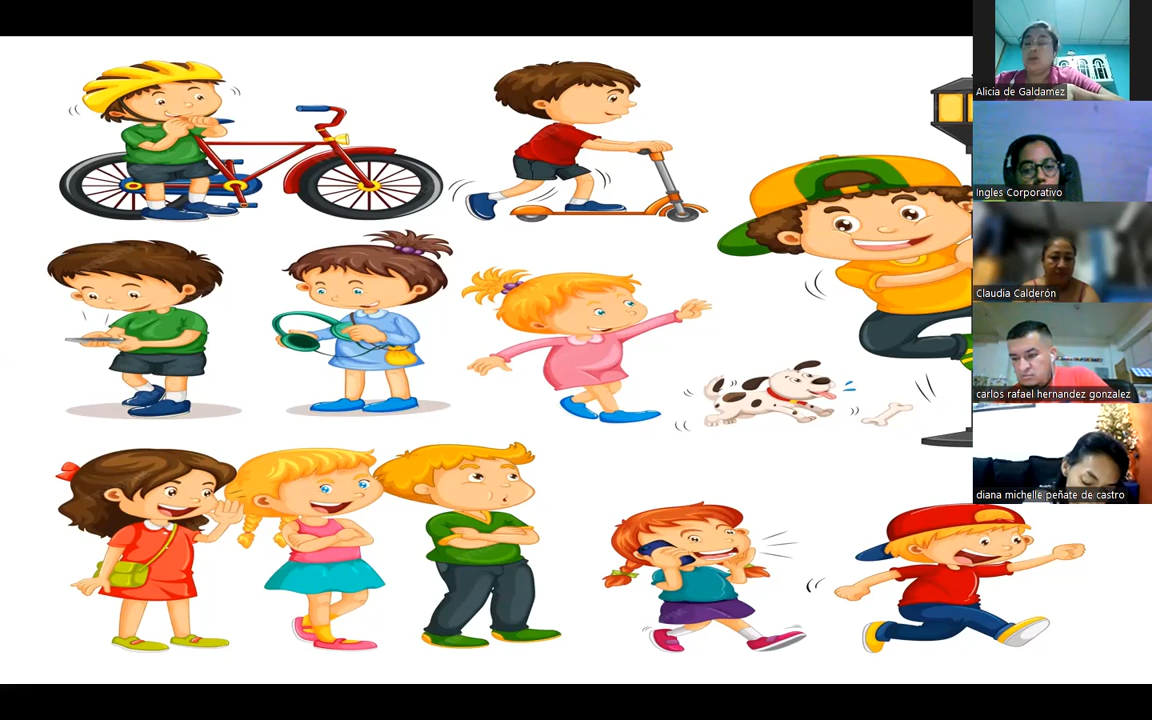 Alicia de Galdamez
Ingles Corporativo
Claudia Calderón
carlos rafael hernandez gonzalez
diana michelle peñate de castro